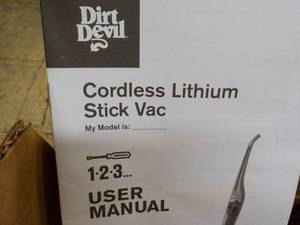 Dirt
Devil
Cordless Lithium
Stick Vac
My Model is:
1·2·3...
USER
MANUAL